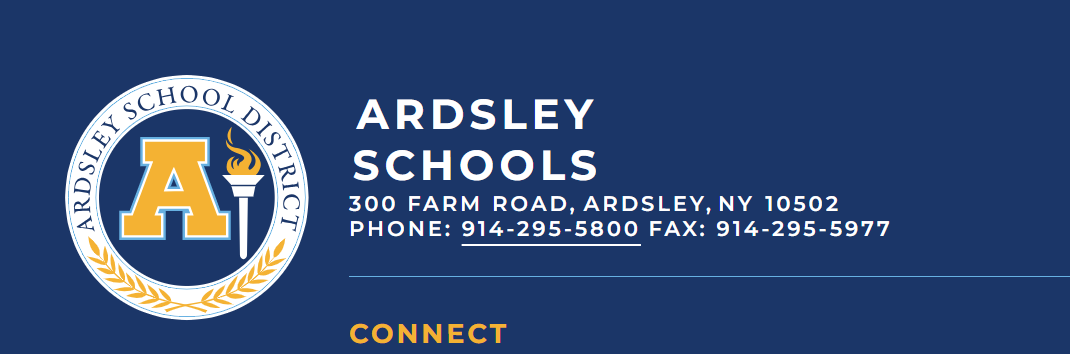 ARDSLEY SCHOOL DISTRICT
A
ARDSLEY
SCHOOLS
300 FARM ROAD, ARDSLEY, NY 10502
PHONE: 914-295-5800 FAX: 914-295-5977
CONNECT